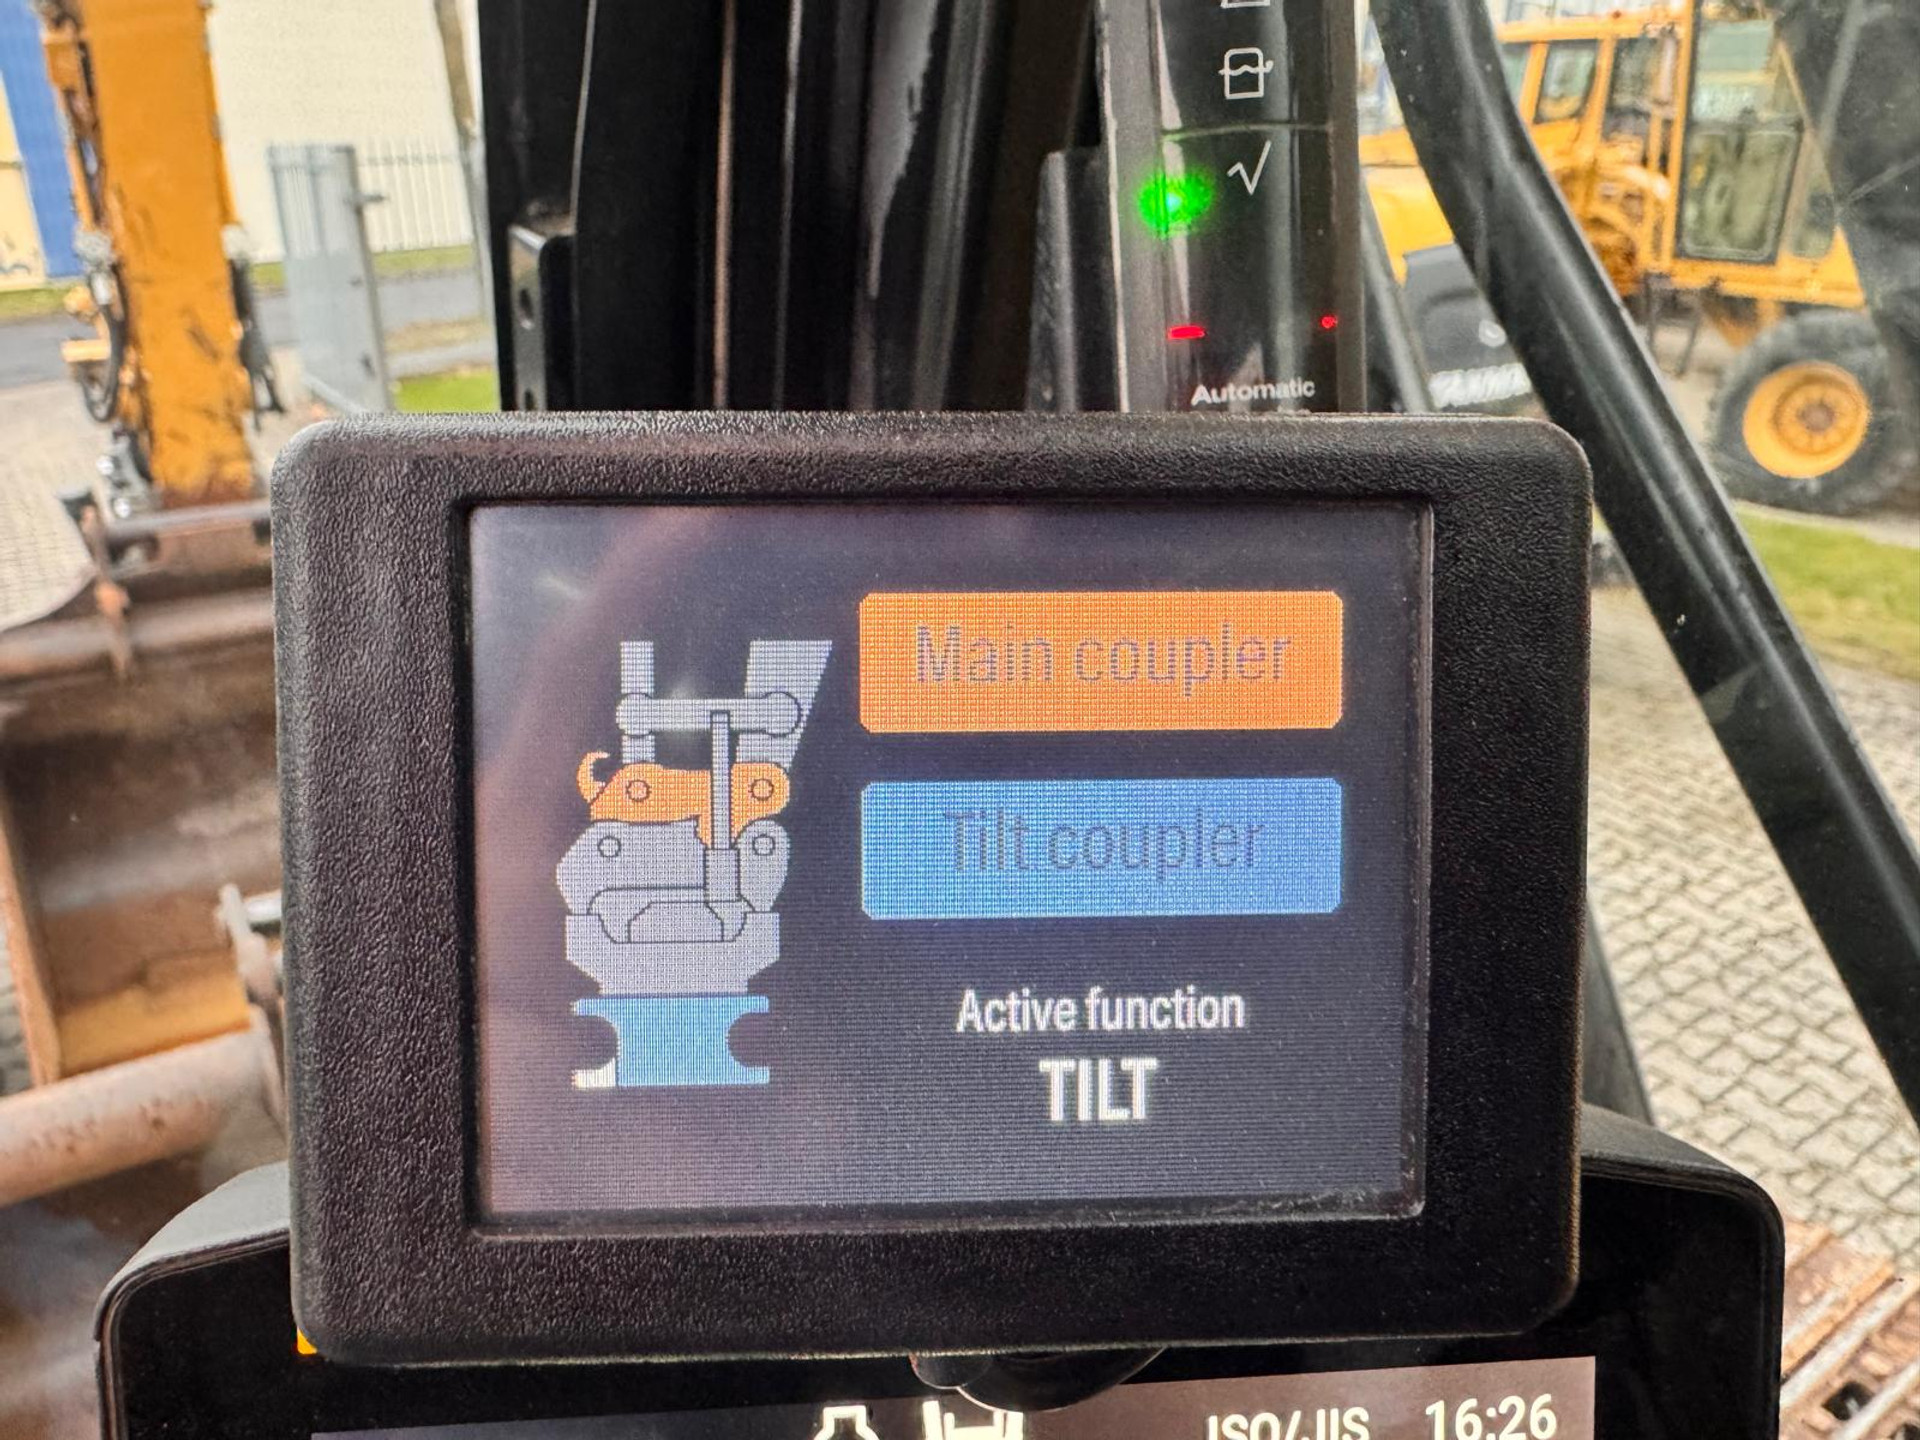 Automatic
Main coupler
Tilt coupler
Active function
TILT
ISO/JIS 16:26